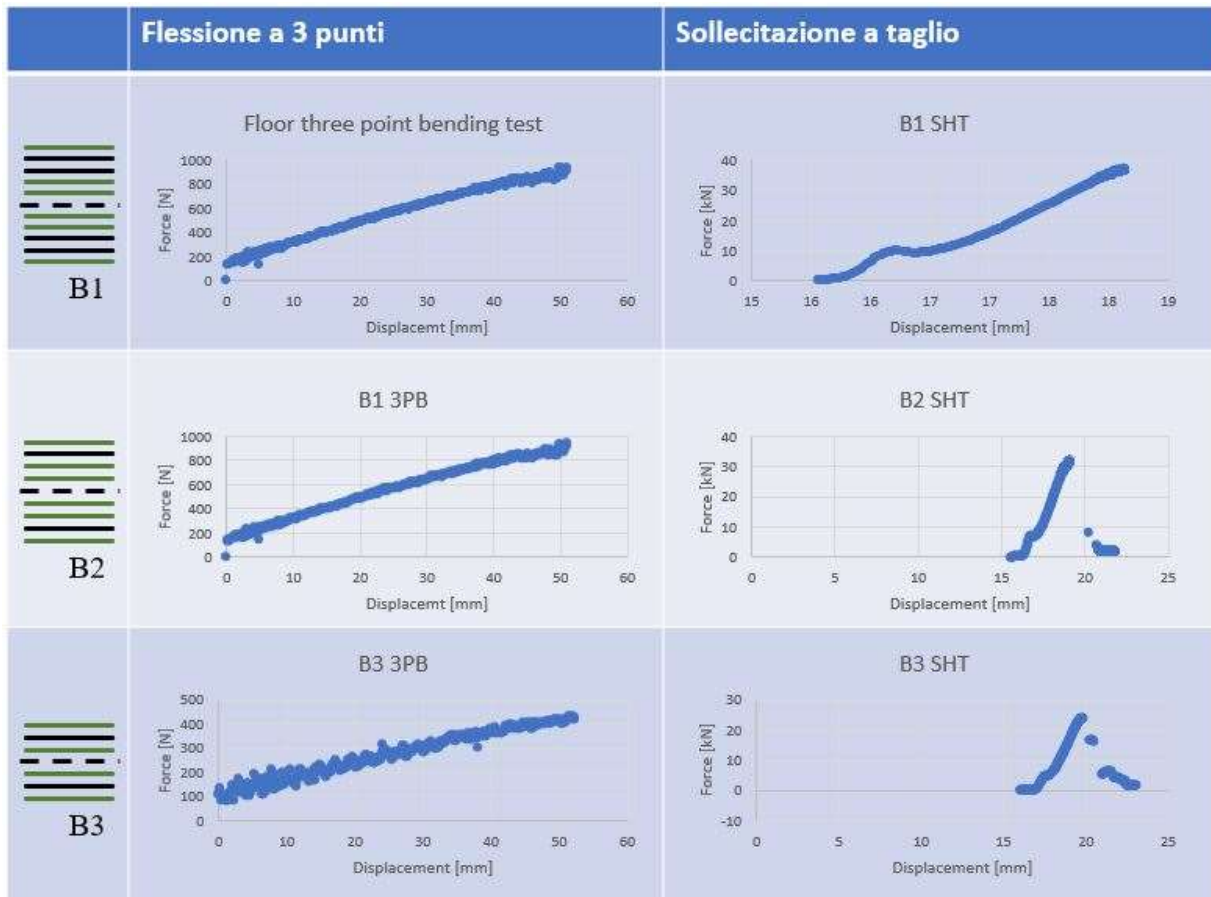 Flessione a 3 punti
Sollecitazione a taglio
B1
Floor three point bending test
Force [N]
1000
800
600
400
200
0
0 10 20 30 40 50 60
Displacemt [mm]
B1 SHT
Force [kN]
40
30
20
10
0
15 16 16 17 17 18 18 19
Displacement [mm]
B2
B1 3PB
Force [N]
1000
800
600
400
200
0
0 10 20 30 40 50 60
Displacemt [mm]
B2 SHT
Force [kN]
40
30
20
10
0
0 5 10 15 20 25
Displacement [mm]
B3
B3 3PB
Force [N]
500
400
300
200
100
0
0 10 20 30 40 50 60
Displacement [mm]
B3 SHT
Force [kN]
30
20
10
0
-10
0 5 10 15 20 25
Displacement [mm]